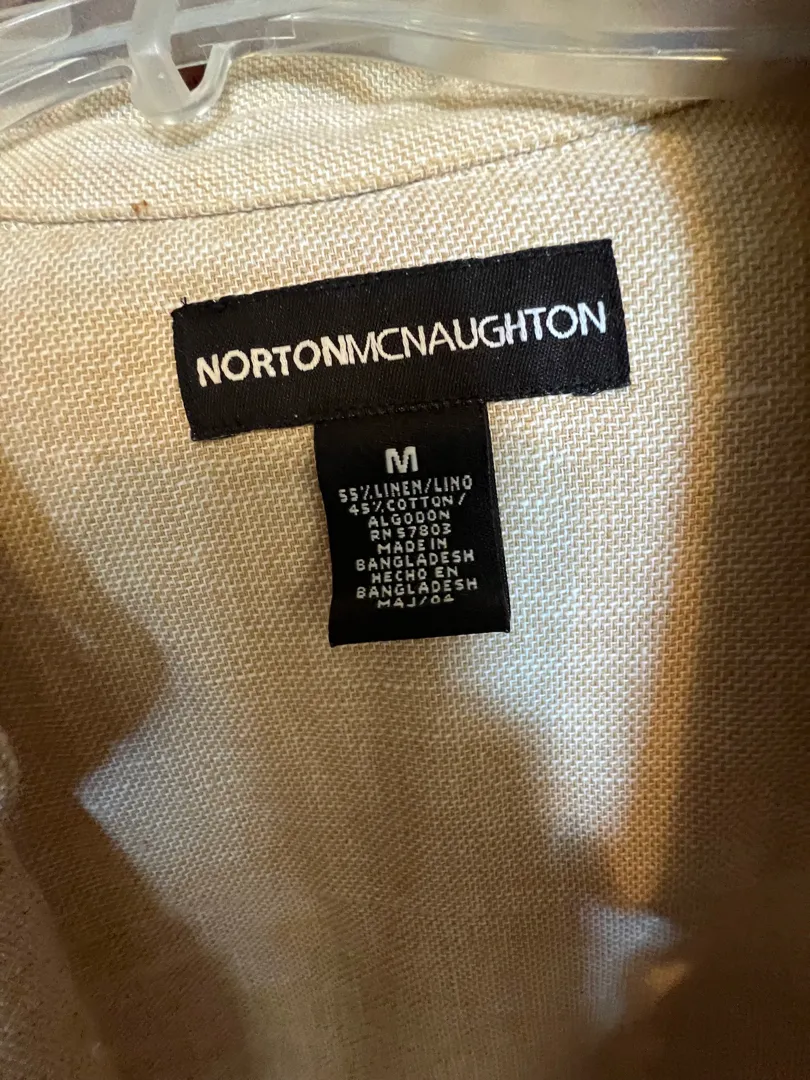 NORTONMCNAUGHTON
M
55% LINEN/LINO
45% COTTON/
ALGODON
RN 57803
MADE IN
BANGLADESH
HECHO EN
BANGLADESH